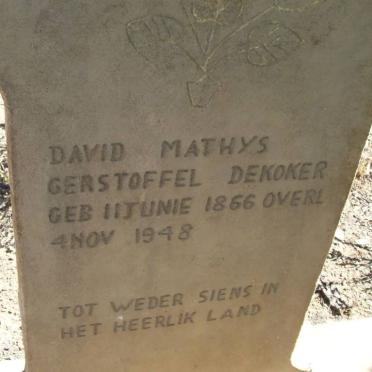 DAVID MATHYS
GERSTOFFEL DEKOKER
GEB 11 JUNIE 1866 OVERL
4 NOV 1948
TOT WEDER SIENS IN
HET HEERLIK LAND